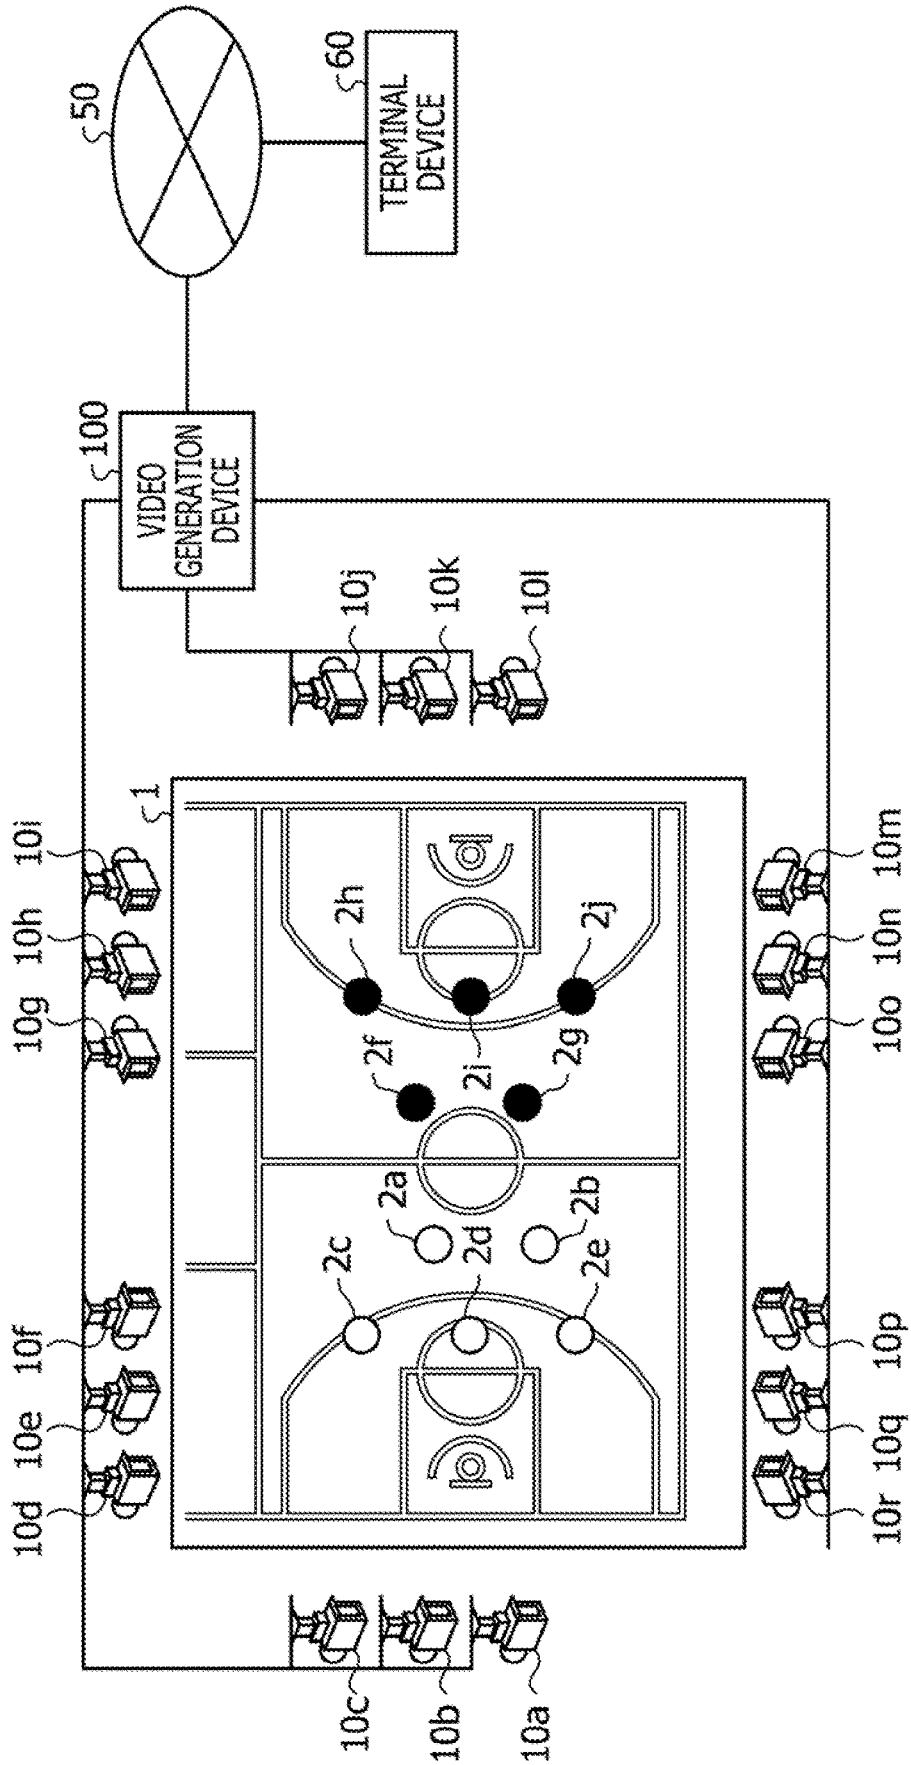 50
60
TERMINAL
DEVICE
100
VIDEO
GENERATION
DEVICE
10d
10e
10f
10g
10h
10i
1
10j
10k
10l
10c
10b
10a
2c
2a
2f
2h
2d
2i
2e
2b
2g
2j
10r
10q
10p
10o
10n
10m